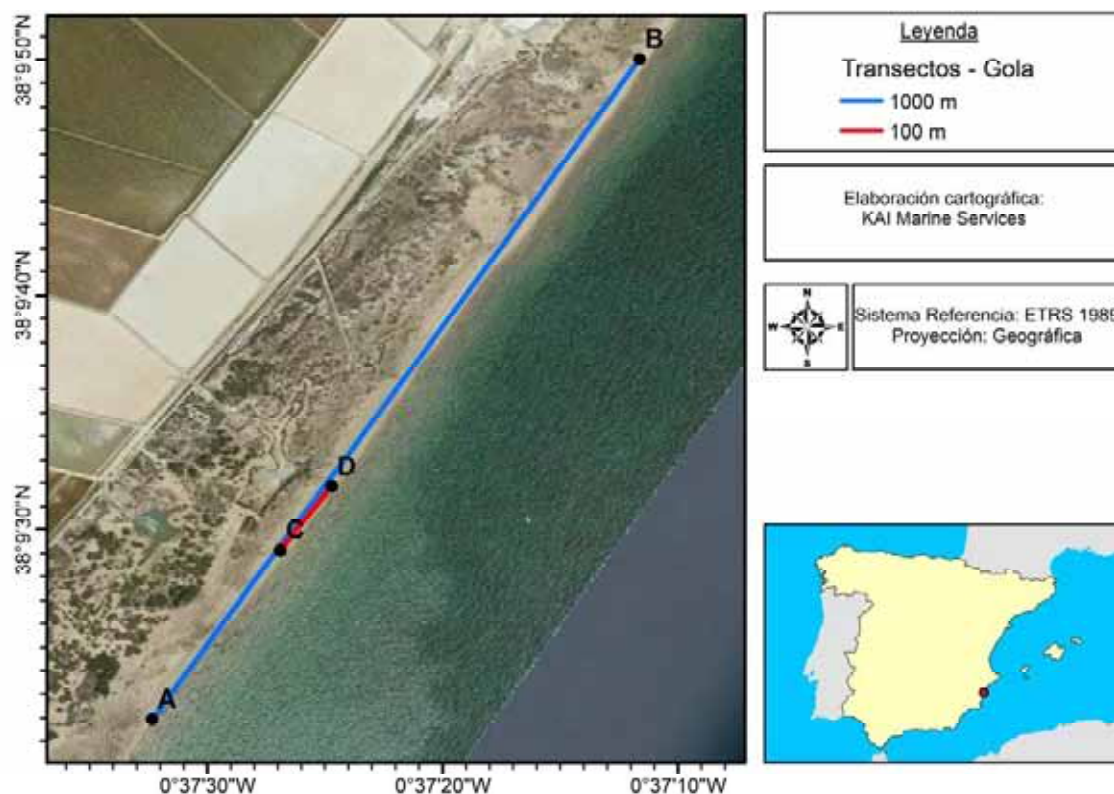 38°9'50"N
38°9'40"N
38°9'30"N
0°37'30"W
0°37'20"W
0°37'10"W
A
B
C
D
Leyenda
Transectos - Gola
1000 m
100 m
Elaboración cartográfica:
KAI Marine Services
N
W
E
S
Sistema Referencia: ETRS 1989
Proyección: Geográfica